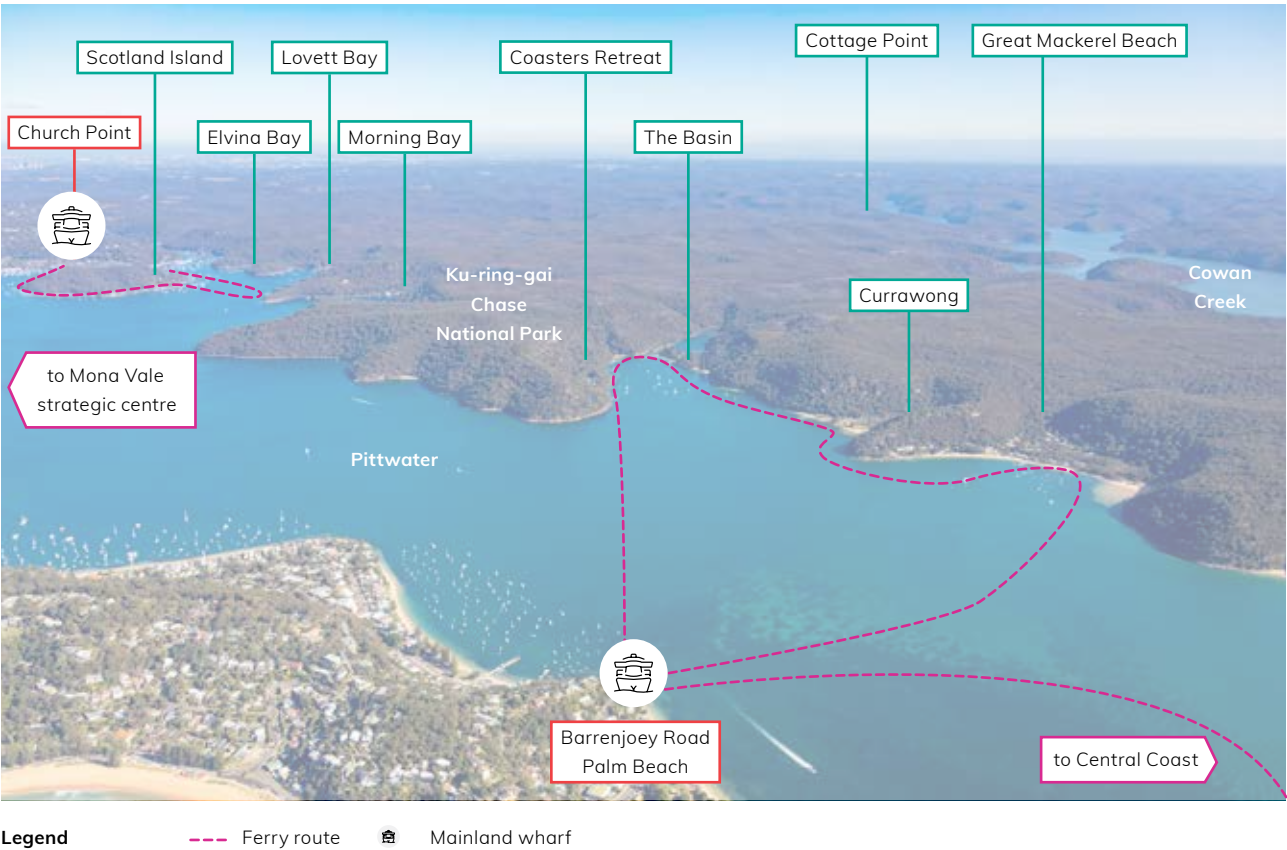 Cottage Point
Great Mackerel Beach
Scotland Island
Lovett Bay
Coasters Retreat
Church Point
Elvina Bay
Morning Bay
The Basin
Ku-ring-gai
Chase
National Park
Cowan
Creek
Currawong
to Mona Vale
strategic centre
Pittwater
Barrenjoey Road
Palm Beach
to Central Coast
Legend
Ferry route
Mainland wharf